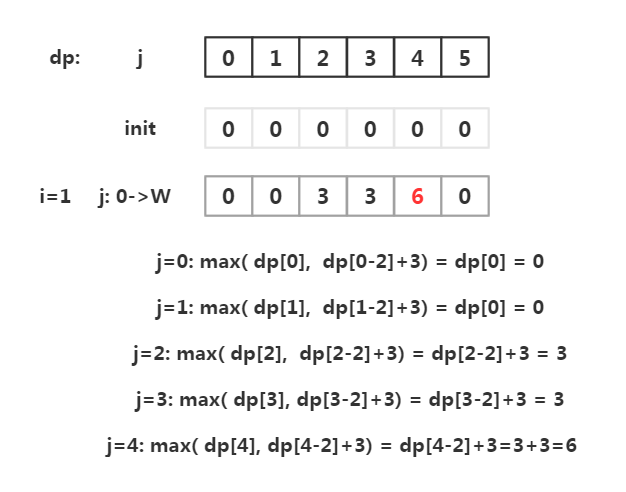 dp: j 0 1 2 3 4 5
init 0 0 0 0 0 0
i=1 j: 0->W 0 0 3 3 6 0
j=0: max( dp[0], dp[0-2]+3) = dp[0] = 0
j=1: max( dp[1], dp[1-2]+3) = dp[0] = 0
j=2: max( dp[2], dp[2-2]+3) = dp[2-2]+3 = 3
j=3: max( dp[3], dp[3-2]+3) = dp[3-2]+3 = 3
j=4: max( dp[4], dp[4-2]+3) = dp[4-2]+3=3+3=6